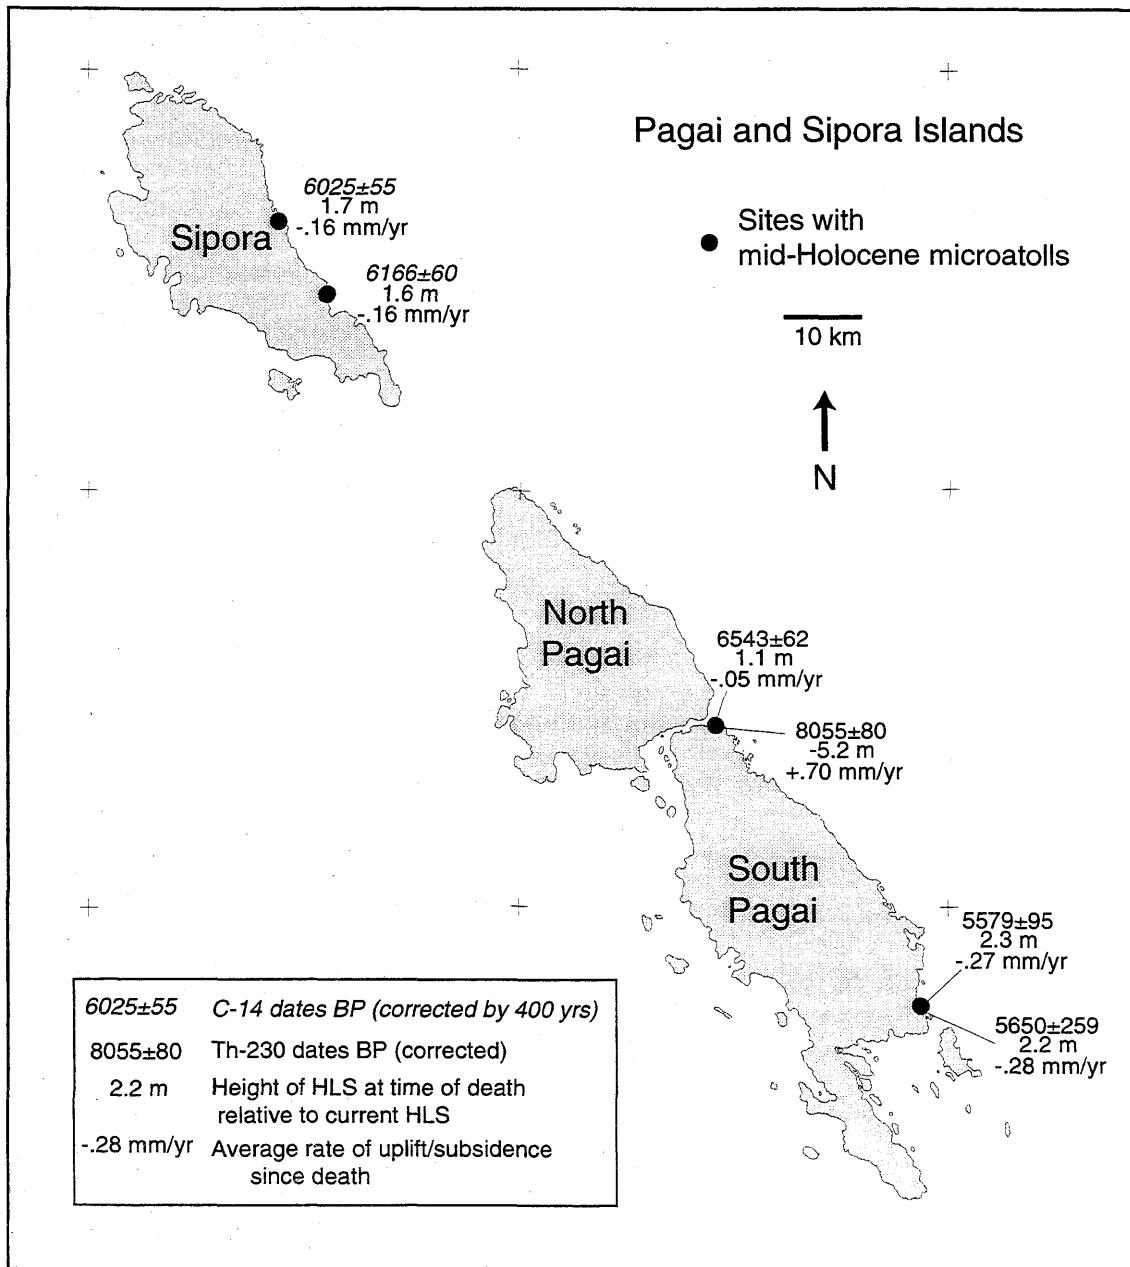 Pagai and Sipora Islands
Sites with
mid-Holocene microatolls
10 km
N
6025±55
1.7 m
-.16 mm/yr
Sipora
6166±60
1.6 m
-.16 mm/yr
North
Pagai
6543±62
1.1 m
-.05 mm/yr
8055±80
-5.2 m
+.70 mm/yr
South
Pagai
5579±95
2.3 m
-.27 mm/yr
5650±259
2.2 m
-.28 mm/yr
6025±55 C-14 dates BP (corrected by 400 yrs)
8055±80 Th-230 dates BP (corrected)
2.2 m Height of HLS at time of death
relative to current HLS
-.28 mm/yr Average rate of uplift/subsidence
since death